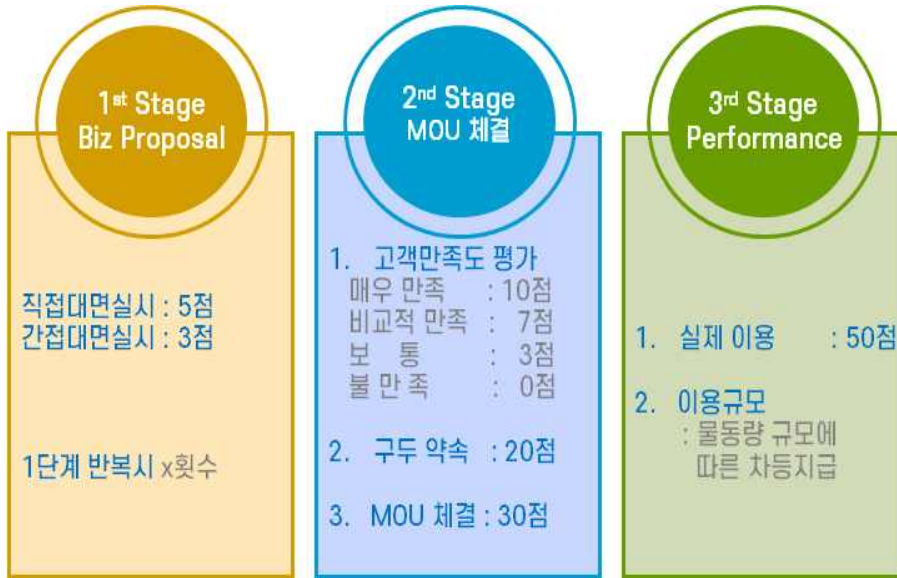 1st Stage
Biz Proposal
직접대면실시 : 5점
간접대면실시 : 3점
1단계 반복시 x횟수
2nd Stage
MOU 체결
1. 고객만족도 평가
매우 만족 : 10점
비교적 만족 : 7점
보 통 : 3점
불 만 족 : 0점
2. 구두 약속 : 20점
3. MOU 체결 : 30점
3rd Stage
Performance
1. 실제 이용 : 50점
2. 이용규모
: 물동량 규모에
따른 차등지급